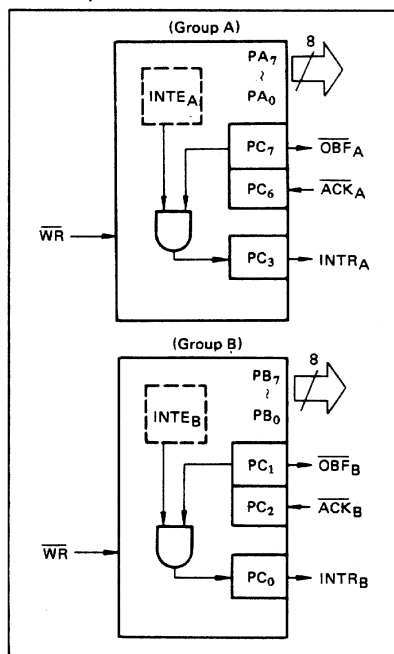 (Group A)
8
PA7
~
PA0
INTEA
PC7
OBFA
PC6
ACKA
WR
PC3
INTRA
(Group B)
8
PB7
~
PB0
INTEB
PC1
OBFB
PC2
ACKB
WR
PC0
INTRB